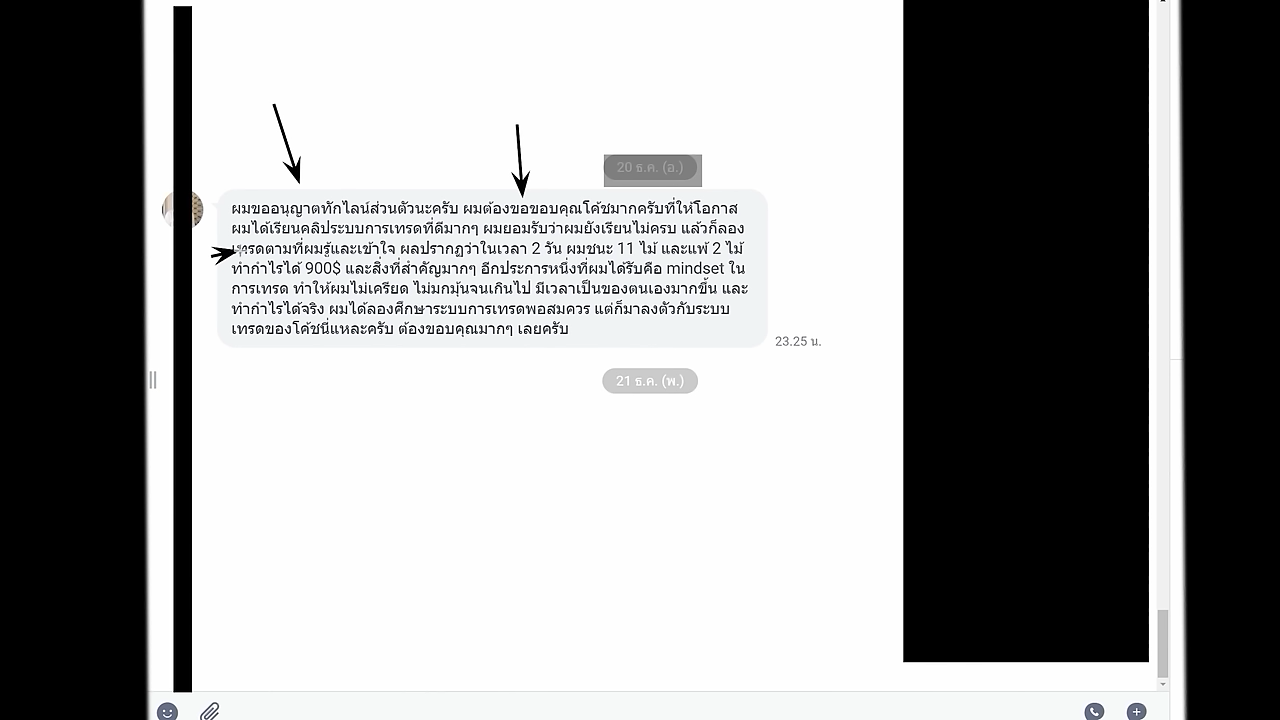 20 ธ.ค. (อ.)
ผมขออนุญาตทักไลน์ส่วนตัวนะครับ ผมต้องขอขอบคุณโค้ชมากครับที่ให้โอกาส
ผมได้เรียนคลิประบบการเทรดที่ดีมากๆ ผมยอมรับว่าผมยังเรียนไม่ครบ แล้วก็ลอง
เทรดตามที่ผมรู้และเข้าใจ ผลปรากฏว่าในเวลา 2 วัน ผมชนะ 11 ไม้ และแพ้ 2 ไม้
ทำกำไรได้ 900$ และสิ่งที่สำคัญมากๆ อีกประการหนึ่งที่ผมได้รับคือ mindset ใน
การเทรด ทำให้ผมไม่เครียด ไม่มกมุ้นจนเกินไป มีเวลาเป็นของตนเองมากขึ้น และ
ทำกำไรได้จริง ผมได้ลองศึกษาระบบการเทรดพอสมควร แต่ก็มาลงตัวกับระบบ
เทรดของโค้ชนี่แหละครับ ต้องขอบคุณมากๆ เลยครับ
23.25 น.
21 ธ.ค. (พ.)